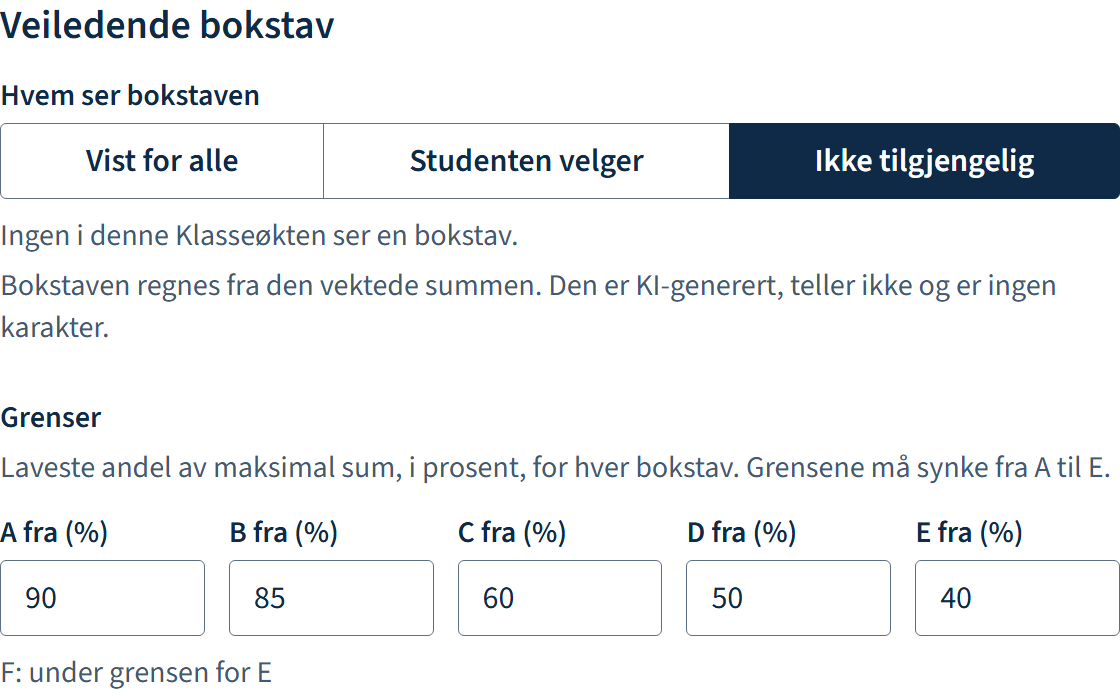 Veiledende bokstav
Hvem ser bokstaven
Vist for alle
Studenten velger
Ikke tilgjengelig
Ingen i denne Klasseøkten ser en bokstav.
Bokstaven regnes fra den vektede summen. Den er KI-generert, teller ikke og er ingen
karakter.
Grenser
Laveste andel av maksimal sum, i prosent, for hver bokstav. Grensene må synke fra A til E.
A fra (%)
B fra (%)
C fra (%)
D fra (%)
E fra (%)
90
85
60
50
40
F: under grensen for E